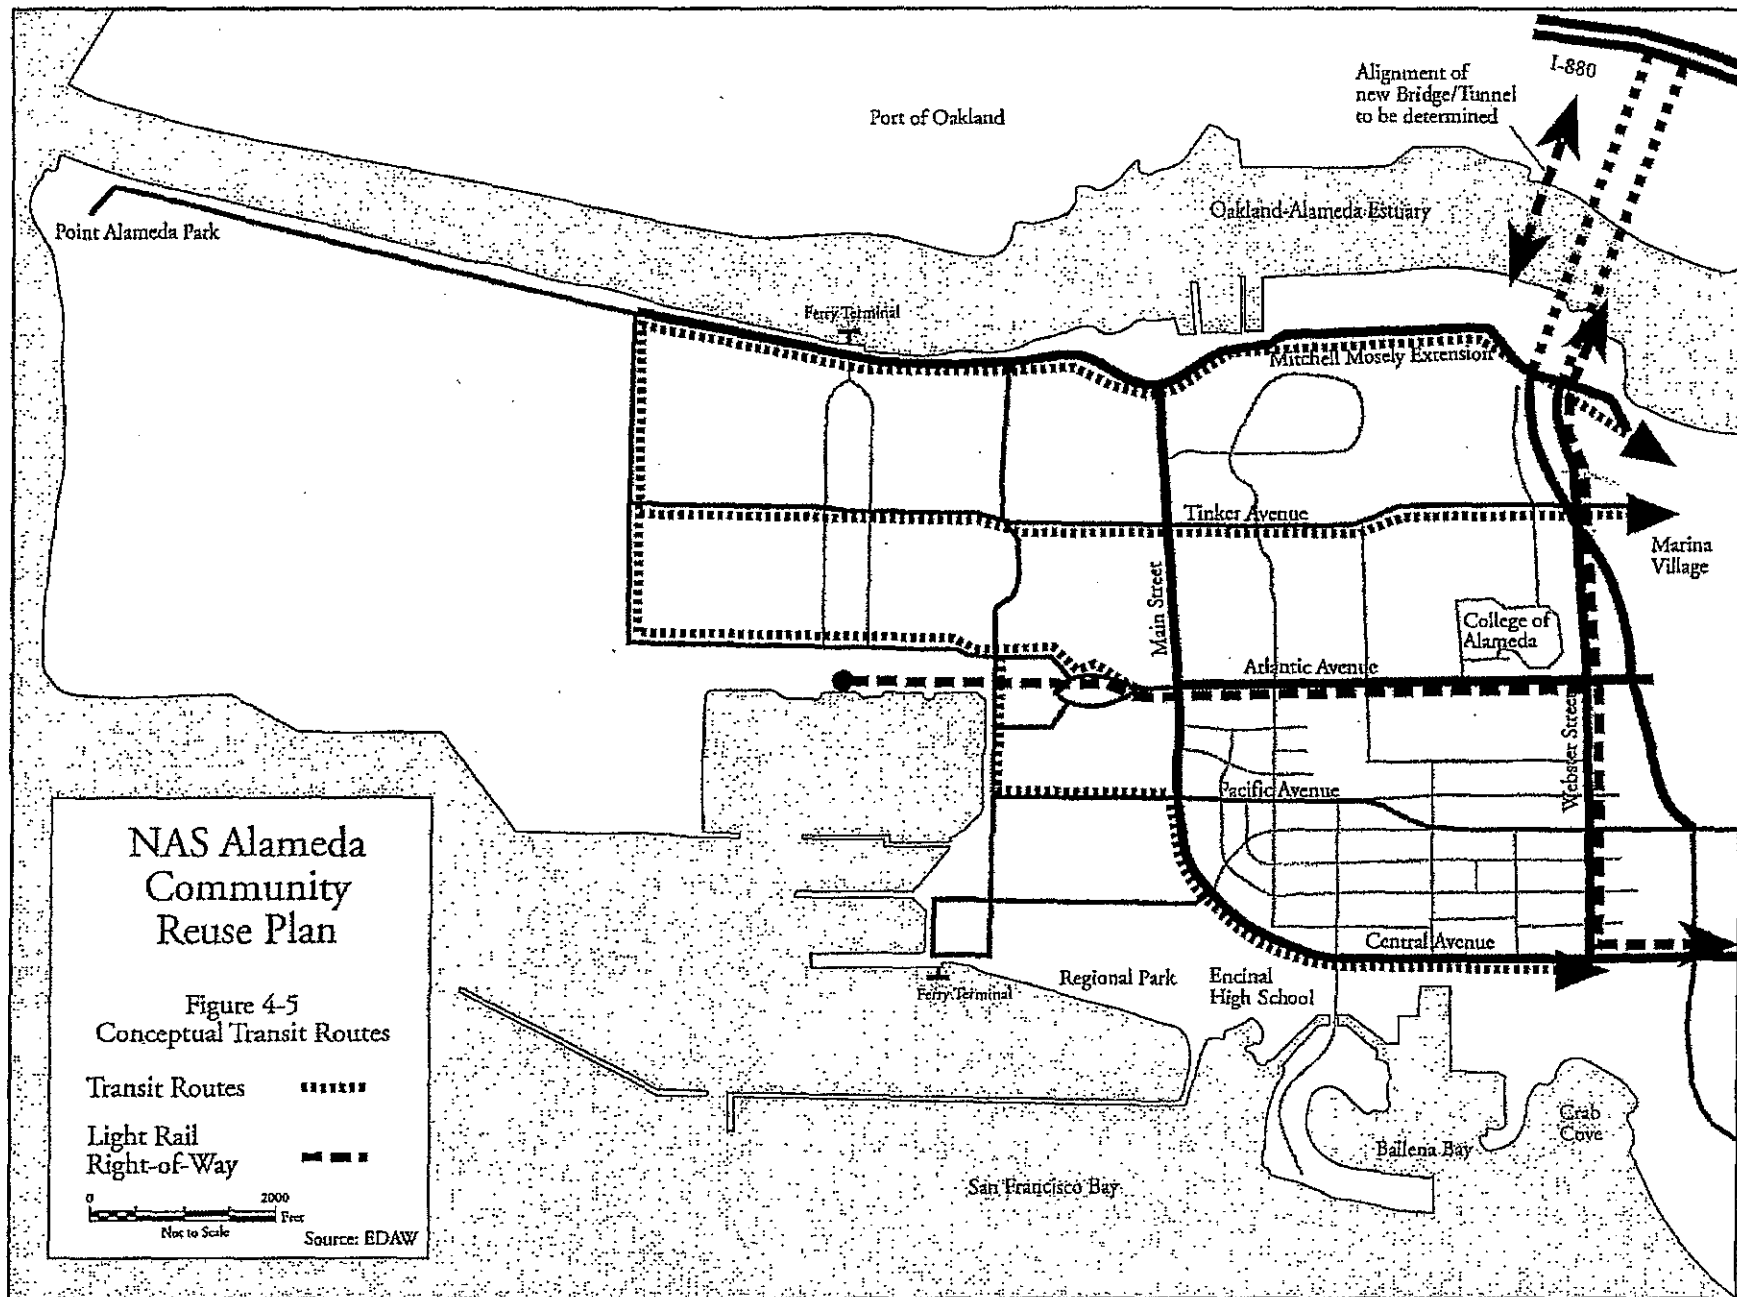 I-880
Alignment of
new Bridge/Tunnel
to be determined
Port of Oakland
Oakland-Alameda Estuary
Point Alameda Park
Ferry Terminal
Mitchell Mosely Extension
Tinker Avenue
Marina
Village
Main Street
College of
Alameda
Atlantic Avenue
Webster Street
Pacific Avenue
Central Avenue
Regional Park
Encinal
High School
Ferry Terminal
Crab
Cove
Ballena Bay
San Francisco Bay
NAS Alameda
Community
Reuse Plan
Figure 4-5
Conceptual Transit Routes
Transit Routes
Light Rail
Right-of-Way
0 2000
Feet
Not to Scale
Source: EDAW